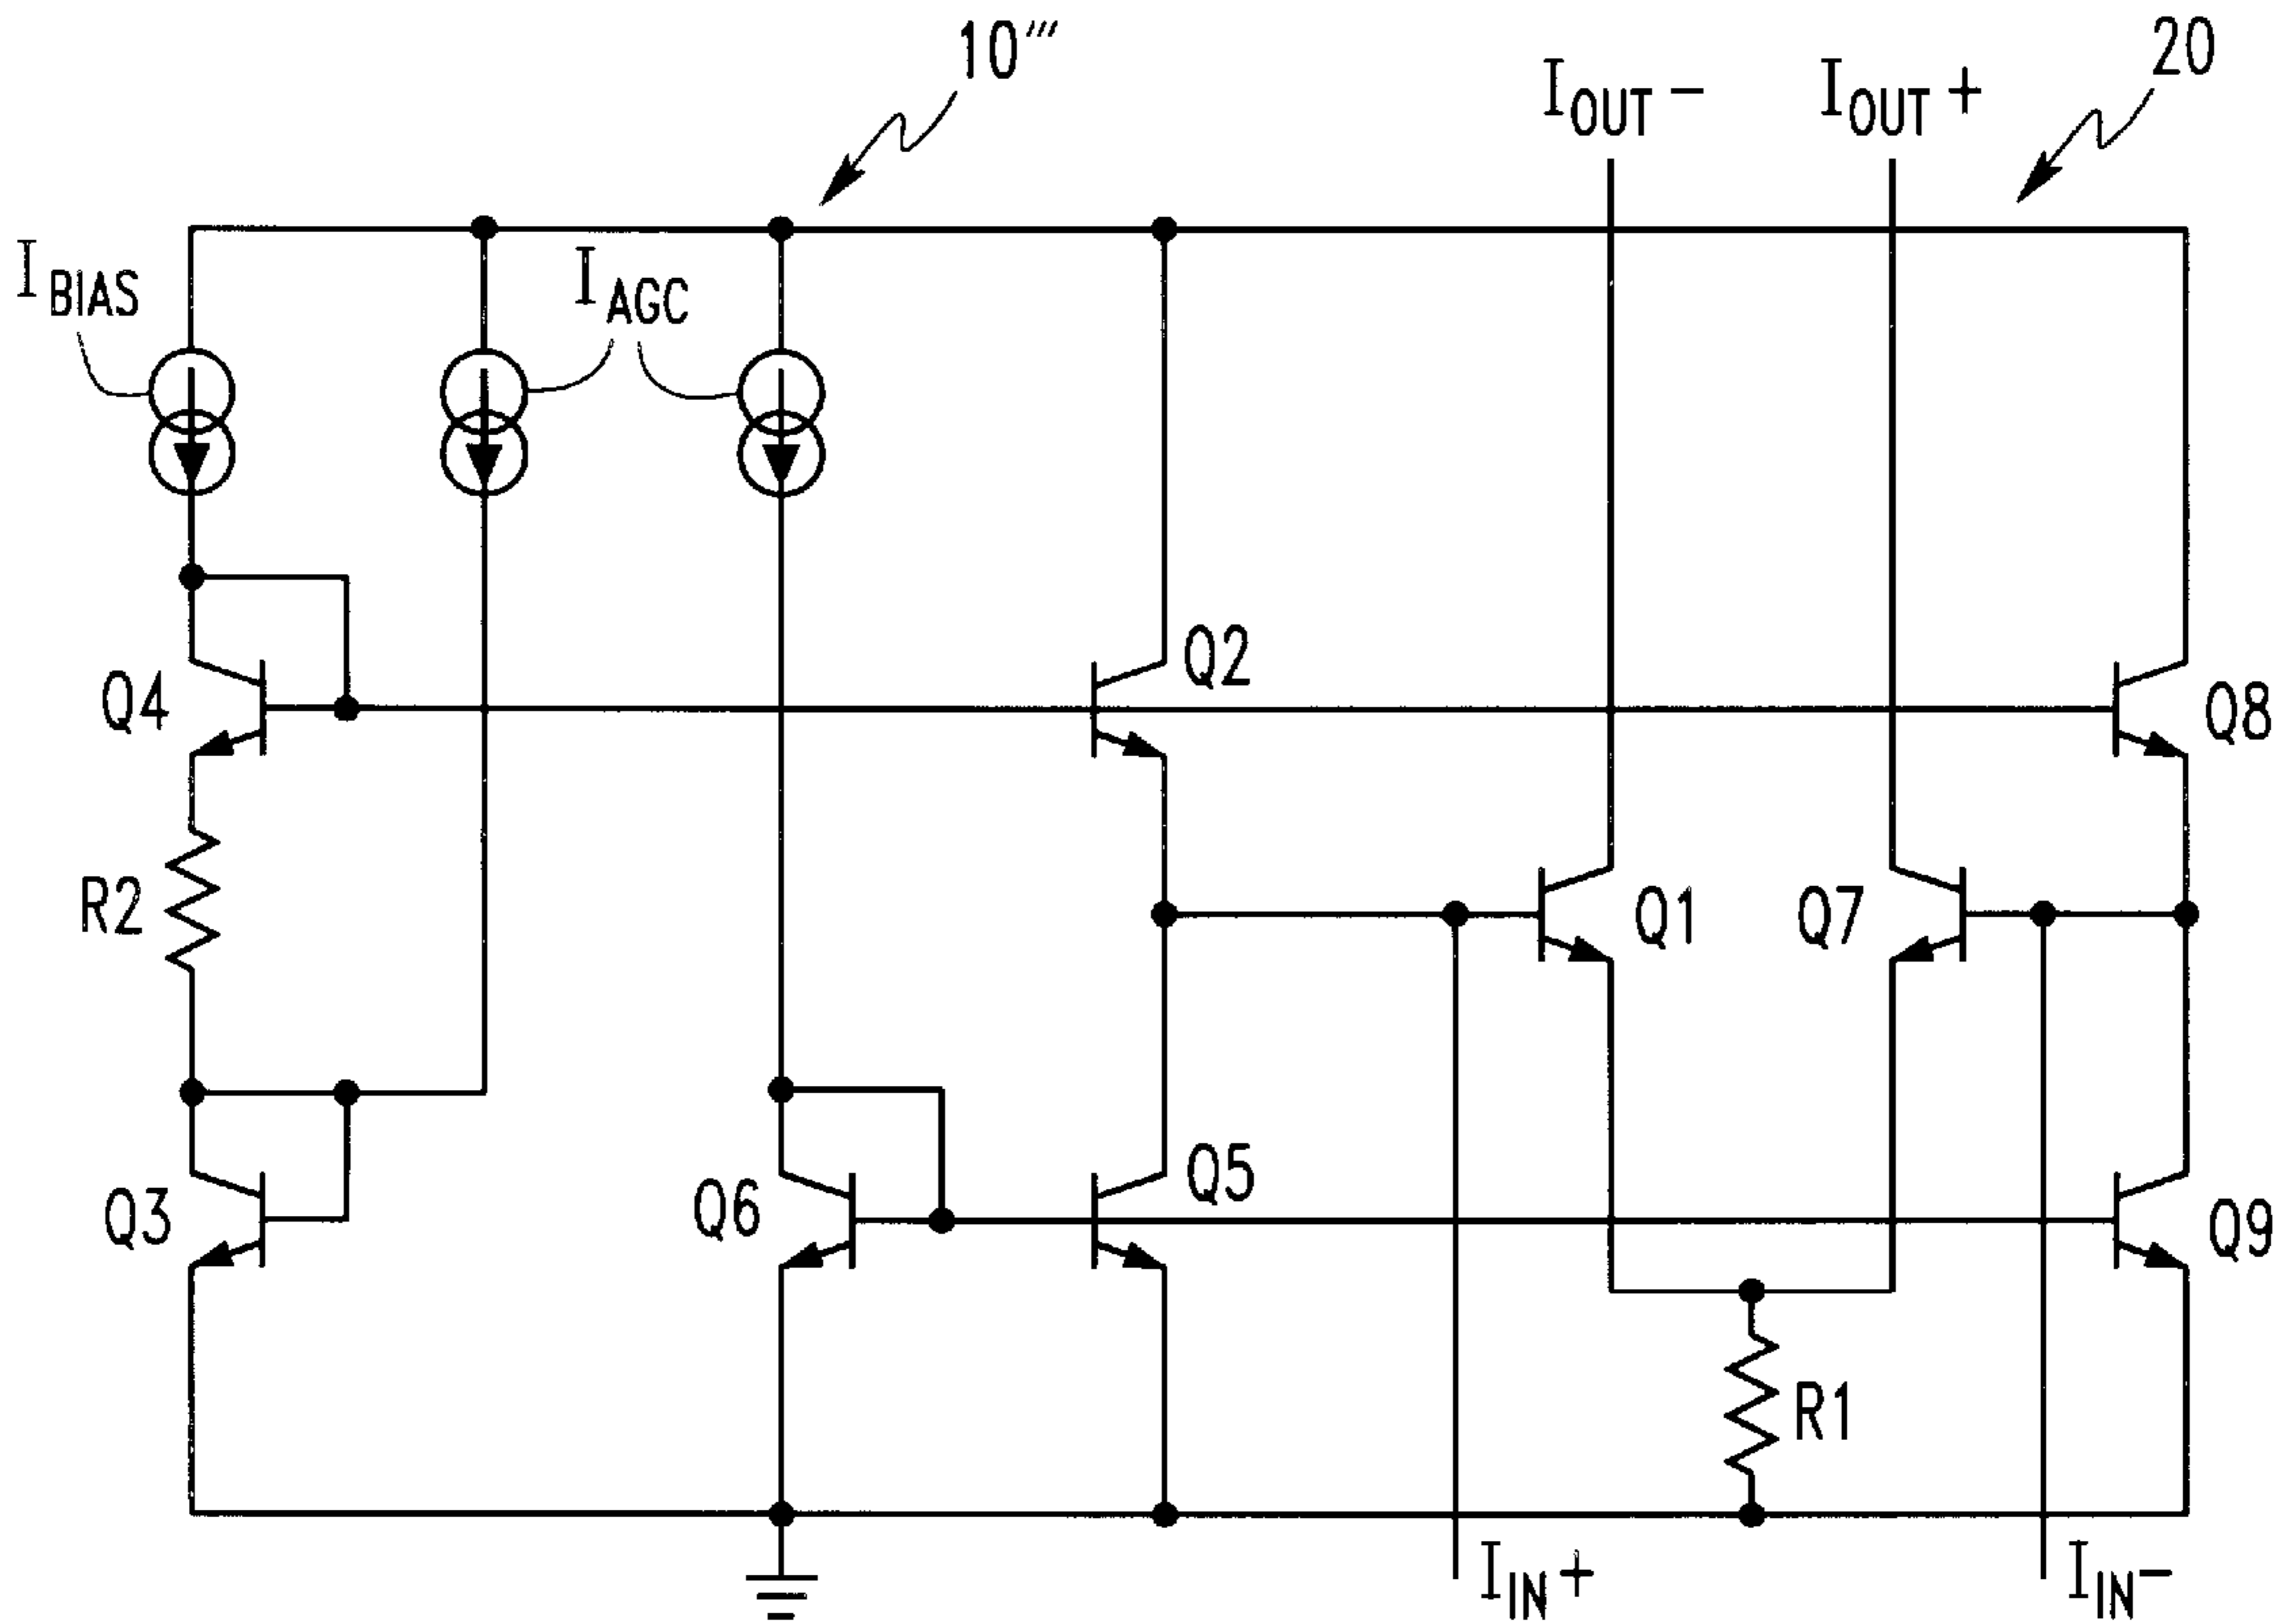 10‴
20
I OUT −
I OUT +
I BIAS
I AGC
Q4
Q2
Q8
R2
Q1
Q7
Q3
Q6
Q5
Q9
R1
I IN +
I IN −